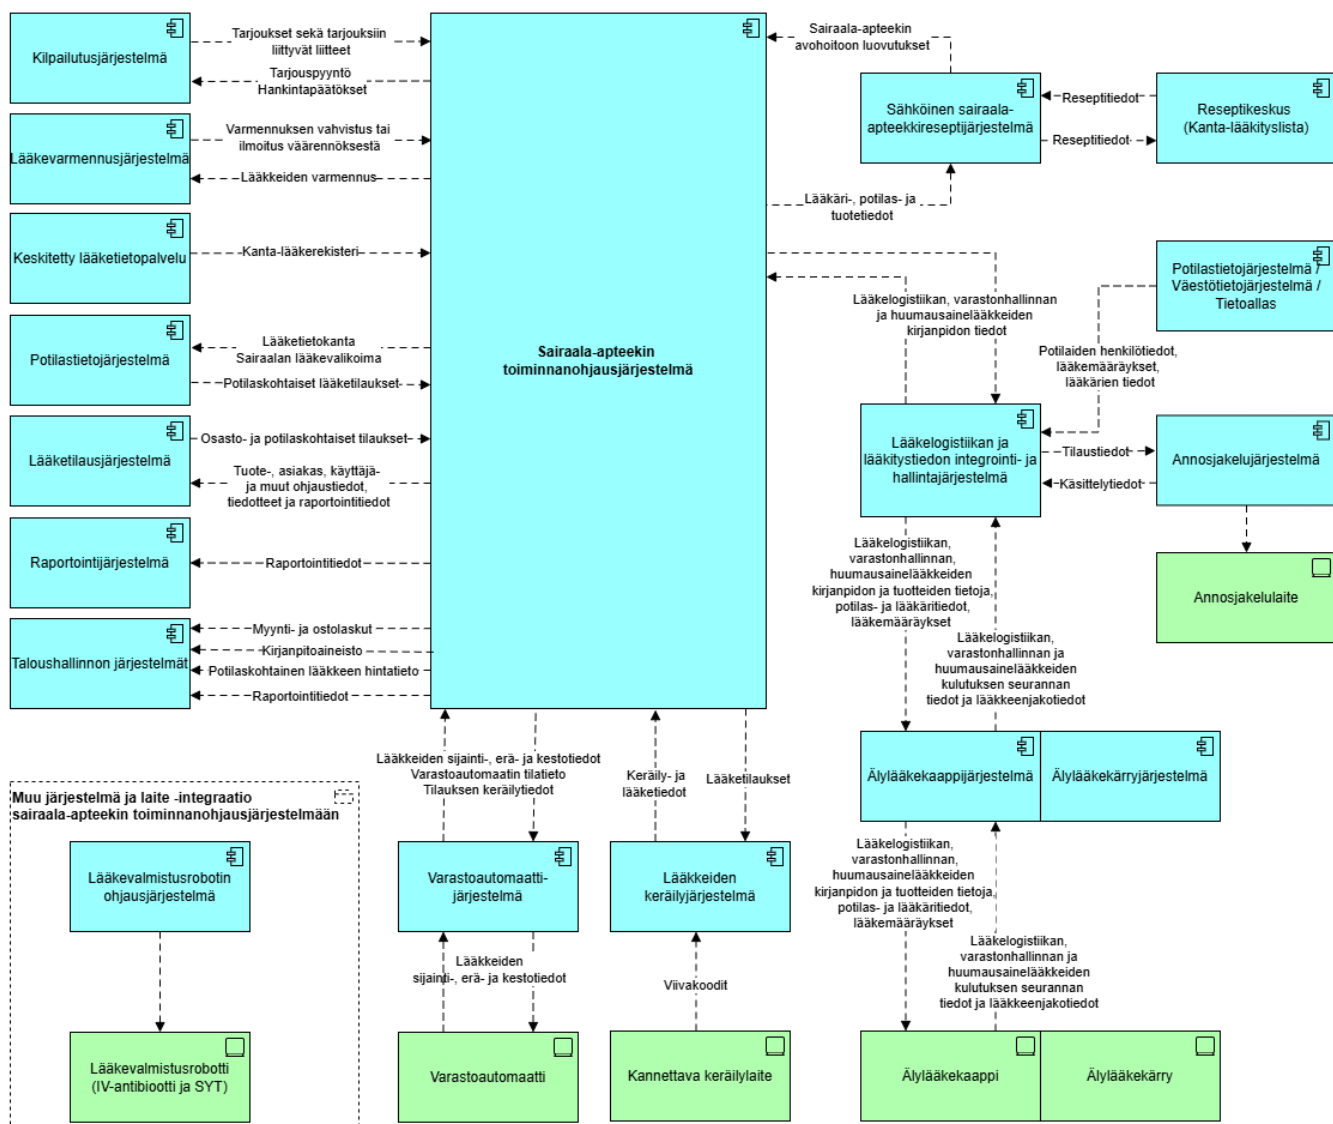 Kilpailutusjärjestelmä
Tarjoukset sekä tarjouksiin
liittyvät liitteet
Tarjouspyyntö
Hankintapäätökset
Lääkevarmennusjärjestelmä
Varmennuksen vahvistus tai
ilmoitus väärennöksestä
Lääkkeiden varmennus
Keskitetty lääketietopalvelu
Kanta-lääkerekisteri
Potilastietojärjestelmä
Lääketietokanta
Sairaalan lääkevalikoima
Potilaskohtaiset lääketilaukset
Lääketilausjärjestelmä
Osasto- ja potilaskohtaiset tilaukset
Tuote-, asiakas, käyttäjä-
ja muut ohjaustiedot,
tiedotteet ja raportointitiedot
Raportointijärjestelmä
Raportointitiedot
Taloushallinnon järjestelmät
Myynti- ja ostolaskut
Kirjanpitoaineisto
Potilaskohtainen lääkkeen hintatieto
Raportointitiedot
Sairaala-apteekin
toiminnanohjausjärjestelmä
Sairaala-apteekin
avohoitoon luovutukset
Sähköinen sairaala-
apteekkireseptijärjestelmä
Reseptitiedot
Reseptitiedot
Reseptikeskus
(Kanta-lääkityslista)
Lääkäri-, potilas- ja
tuotetiedot
Lääkelogistiikan, varastonhallinnan
ja huumausainelääkkeiden
kirjanpidon tiedot
Potilastietojärjestelmä /
Väestötietojärjestelmä /
Tietoallas
Potilaiden henkilötiedot,
lääkemääräykset,
lääkärien tiedot
Lääkelogistiikan ja
lääkitystiedon integrointi- ja
hallintajärjestelmä
Tilaustiedot
Käsittelytiedot
Annosjakelujärjestelmä
Annosjakelulaite
Lääkelogistiikan,
varastonhallinnan,
huumausainelääkkeiden
kirjanpidon ja tuotteiden tietoja,
potilas- ja lääkäritiedot,
lääkemääräykset
Lääkelogistiikan,
varastonhallinnan ja
huumausainelääkkeiden
kulutuksen seurannan
tiedot ja lääkkeenjakotiedot
Älylääkekaappijärjestelmä
Älylääkekärryjärjestelmä
Lääkelogistiikan,
varastonhallinnan,
huumausainelääkkeiden
kirjanpidon ja tuotteiden tietoja,
potilas- ja lääkäritiedot,
lääkemääräykset
Lääkelogistiikan,
varastonhallinnan ja
huumausainelääkkeiden
kulutuksen seurannan
tiedot ja lääkkeenjakotiedot
Älylääkekaappi
Älylääkekärry
Lääkkeiden sijainti-, erä- ja kestotiedot
Varastoautomaatin tilatieto
Tilauksen keräilytiedot
Keräily- ja
lääketiedot
Lääketilaukset
Varastoautomaatti-
järjestelmä
Lääkkeiden
keräilyjärjestelmä
Lääkkeiden
sijainti-, erä- ja kestotiedot
Viivakoodit
Varastoautomaatti
Kannettava keräilylaite
Muu järjestelmä ja laite -integraatio
sairaala-apteekin toiminnanohjausjärjestelmään
Lääkevalmistusrobotin
ohjausjärjestelmä
Lääkevalmistusrobotti
(IV-antibiootti ja SYT)